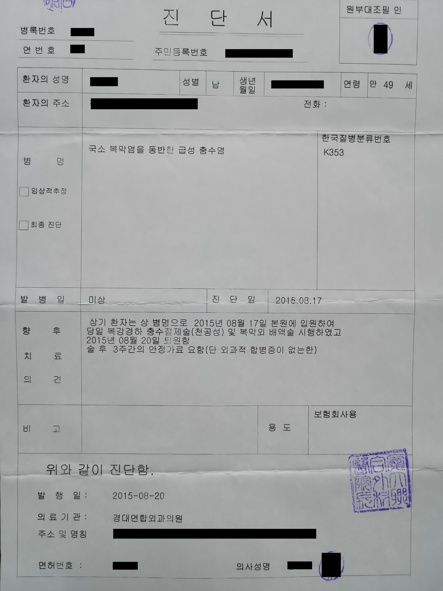 진 단 서
원부대조필 인
병록번호
연 번호
주민등록번호
환자의 성명
성별 남
생년월일
연령 만 49 세
환자의 주소
전화 :
병 명
국소 복막염을 동반한 급성 충수염
한국질병분류번호
K353
임상적추정
최종 진단
발 병 일 미상
진 단 일 2015.08.17
향 후 치 료 의 견
상기 환자는 상 병명으로 2015년 08월 17일 본원에 입원하여
당일 복강경하 충수절제술(천공성) 및 복막외 배액술 시행하였고
2015년 08월 20일 퇴원함
술 후 3주간의 안정가료 요함(단 외과적 합병증이 없는한)
비 고
용 도
보험회사용
위와 같이 진단함.
발 행 일 : 2015-08-20
의 료 기 관 : 경대연합외과의원
주소 및 명칭
면허번호 :
의사성명